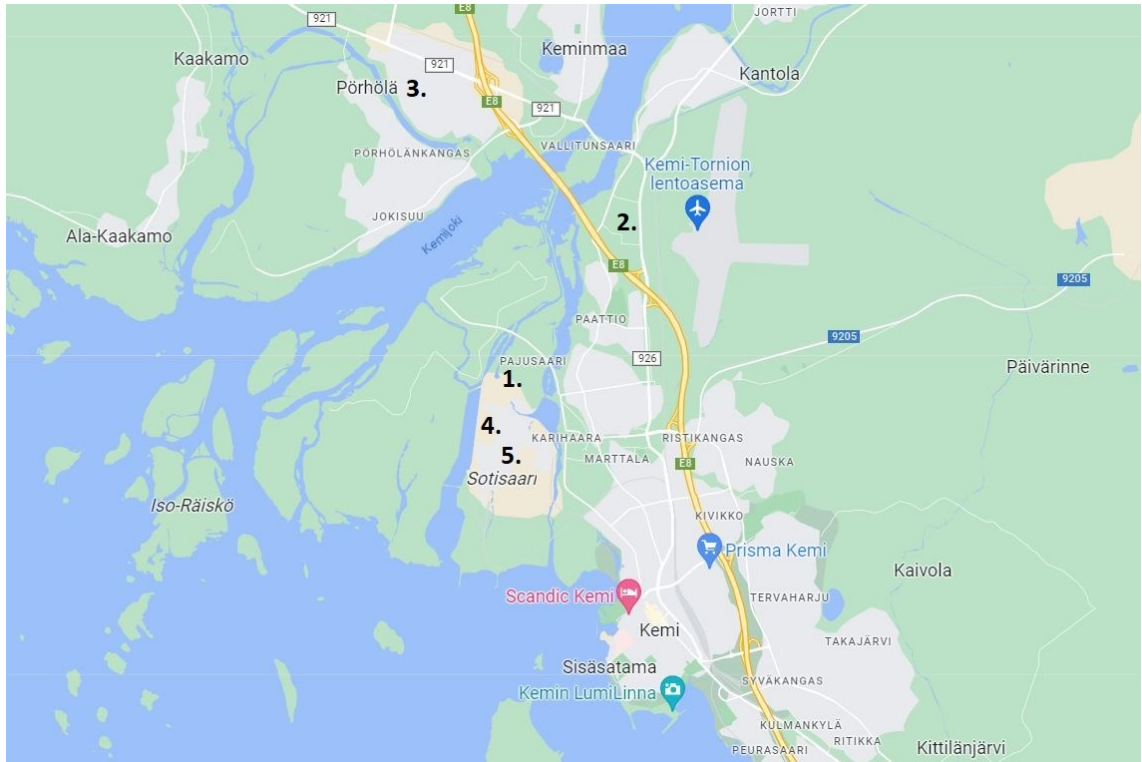 E8
921
JORTTI
Kaakamo
Keminmaa
921
Kantola
Pörhölä
3.
E8
921
VALLITUNSAARI
PÖRHÖLÄNKANGAS
Kemi-Tornion
lentoasema
JOKISUU
2.
Ala-Kaakamo
Kemijoki
E8
9205
PAATTIO
9205
PAJUSAARI
926
Päivärinne
1.
4.
KARIHAARA
RISTIKANGAS
5.
MARTTALA
E8
NAUSKA
Sotisaari
Iso-Räiskö
KIVIKKO
Prisma Kemi
Kaivola
Scandic Kemi
TERVAHARJU
Kemi
TAKAJÄRVI
Sisäsatama
SYVÄKANGAS
Kemin LumiLinna
KULMANKYLÄ
RITIKKA
PEURASAARI
Kittilänjärvi